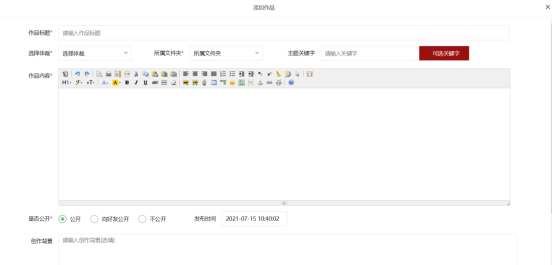 添加作品 ×
作品标题* 请输入作品标题
选择体裁* 选择体裁 所属文件夹* 所属文件夹 主题关键字 请输入关键字 可选关键字
作品内容*
H1- T- A- A- B I U ABC
是否公开* 公开 向好友公开 不公开 发布时间 2021-07-15 10:40:02
创作背景 请输入创作背景(选填)